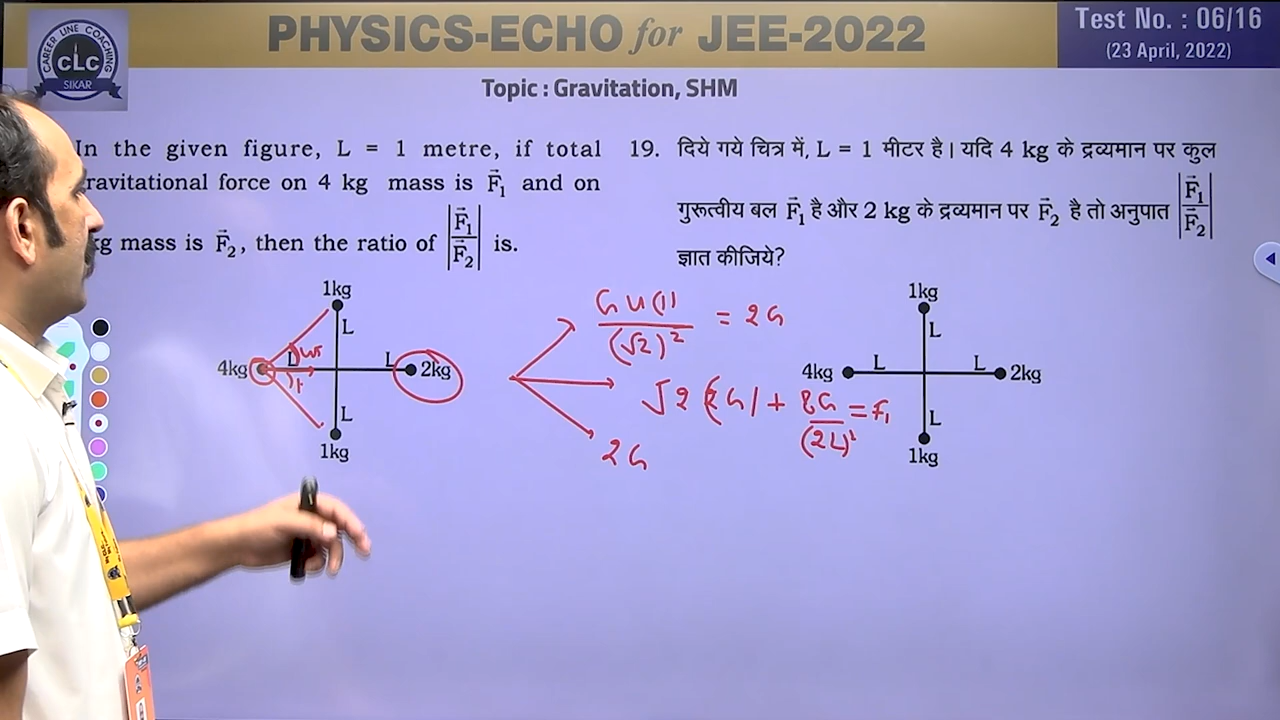 CAREER LINE COACHING
CLC
SIKAR
PHYSICS-ECHO for JEE-2022
Test No. : 06/16
(23 April, 2022)
Topic : Gravitation, SHM
In the given figure, L = 1 metre, if total
ravitational force on 4 kg mass is F⃗₁ and on
kg mass is F⃗₂, then the ratio of |F⃗₁/F⃗₂| is.
1kg
L
4kg
L
L
2kg
L
1kg
19. दिये गये चित्र में, L = 1 मीटर है। यदि 4 kg के द्रव्यमान पर कुल
गुरूत्वीय बल F⃗₁ है और 2 kg के द्रव्यमान पर F⃗₂ है तो अनुपात |F⃗₁/F⃗₂|
ज्ञात कीजिये?
1kg
L
4kg
L
L
2kg
L
1kg
G4(1)/(√2)² = 2G
√2 (2G) + 8G/(2L)² = F₁
2G